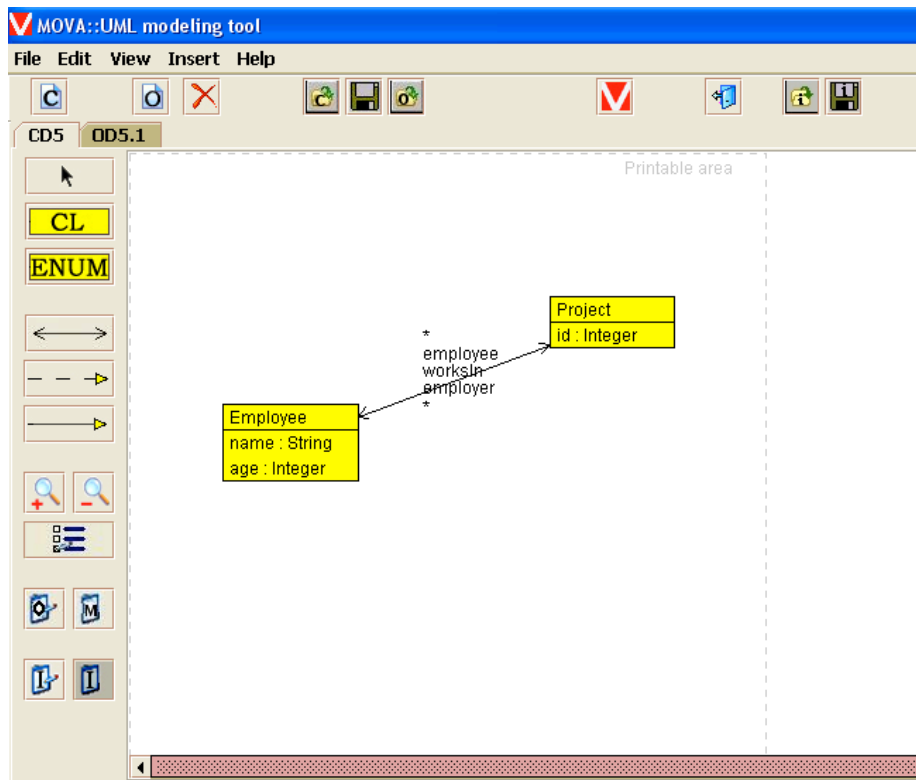 MOVA::UML modeling tool
File Edit View Insert Help
C O C O i i
CD5 OD5.1
Printable area
CL
ENUM
Project
id : Integer
*
employee
worksIn
employer
*
Employee
name : String
age : Integer
O M
I I